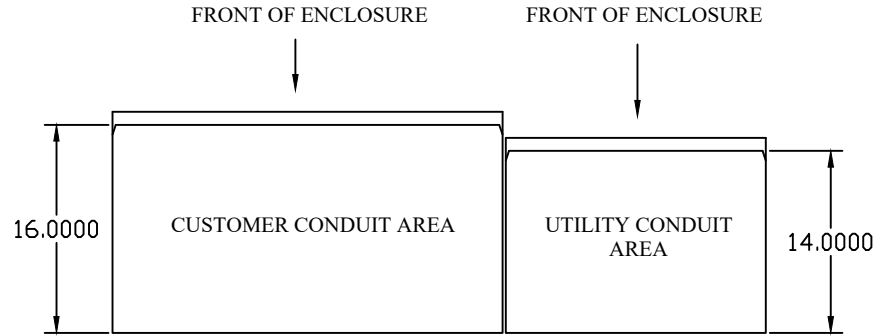 FRONT OF ENCLOSURE
FRONT OF ENCLOSURE
16.0000
CUSTOMER CONDUIT AREA
UTILITY CONDUIT
AREA
14.0000